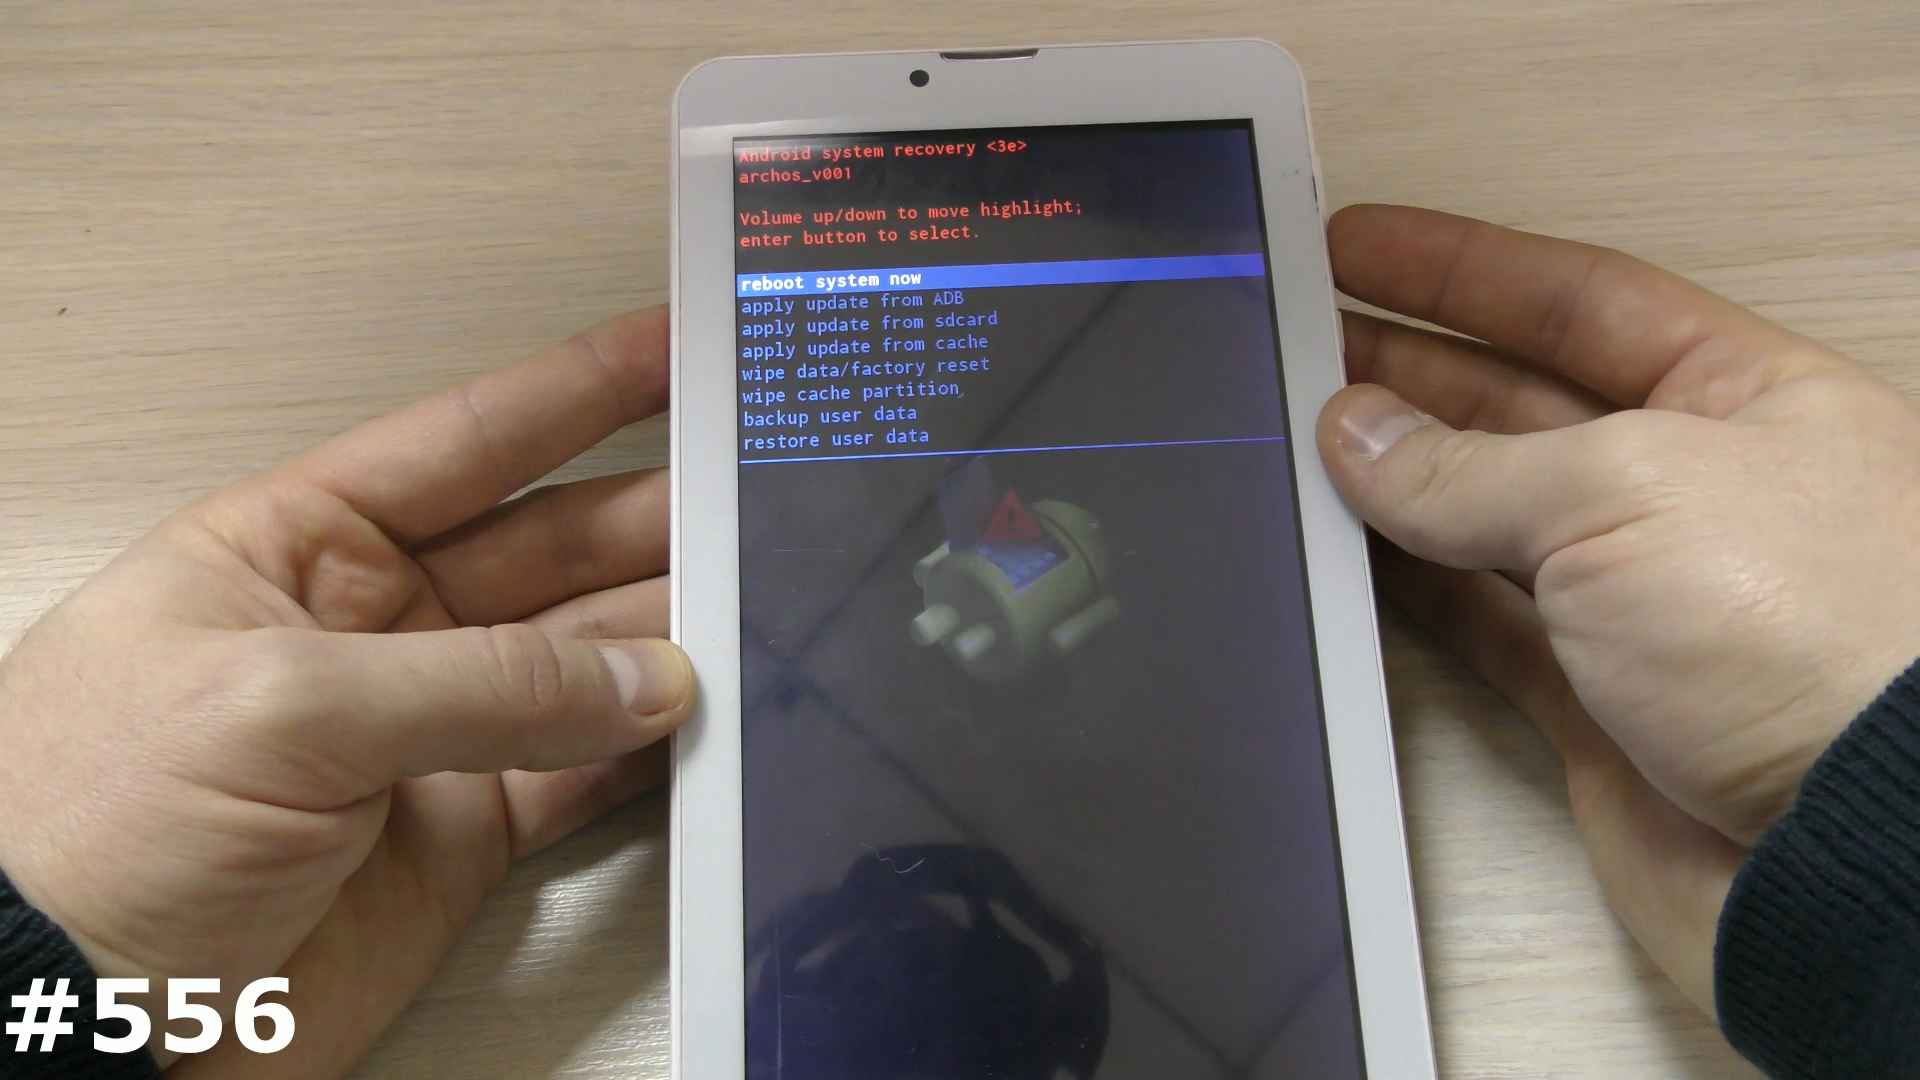 Android system recovery <3e>
archos_v001
Volume up/down to move highlight;
enter button to select.
reboot system now
apply update from ADB
apply update from sdcard
apply update from cache
wipe data/factory reset
wipe cache partition
backup user data
restore user data
#556